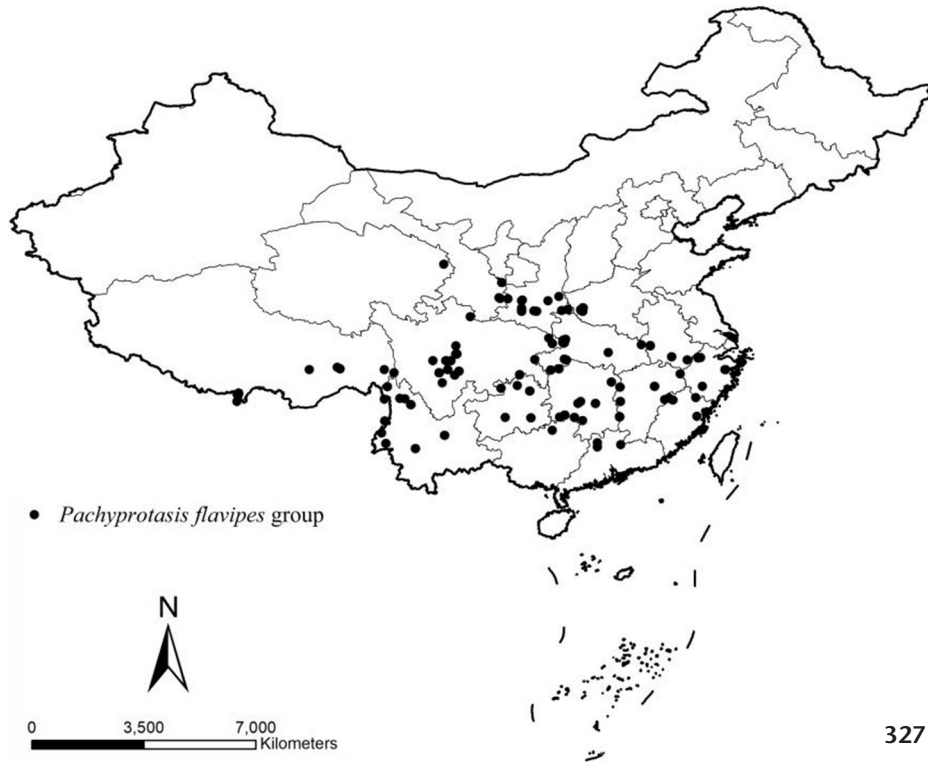 ● Pachyprotasis flavipes group
N
0 3,500 7,000
Kilometers
327